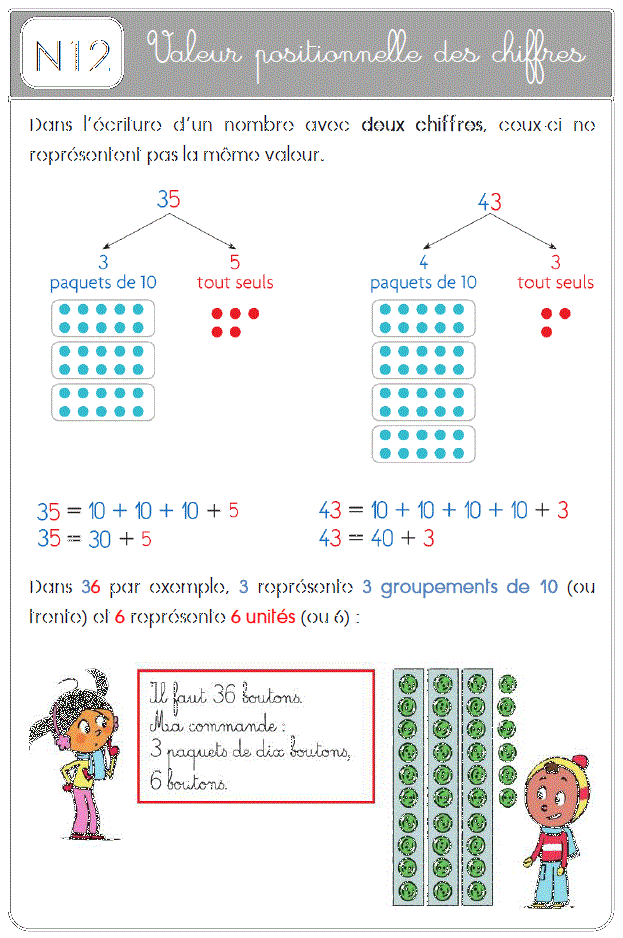 N12 Valeur positionnelle des chiffres
Dans l'écriture d'un nombre avec deux chiffres, ceux-ci ne
représentent pas la même valeur.
35 43
3 5 4 3
paquets de 10 tout seuls paquets de 10 tout seuls
35 = 10 + 10 + 10 + 5 43 = 10 + 10 + 10 + 10 + 3
35 = 30 + 5 43 = 40 + 3
Dans 36 par exemple, 3 représente 3 groupements de 10 (ou
trente) et 6 représente 6 unités (ou 6) :
Il faut 36 boutons.
Ma commande :
3 paquets de dix boutons,
6 boutons.